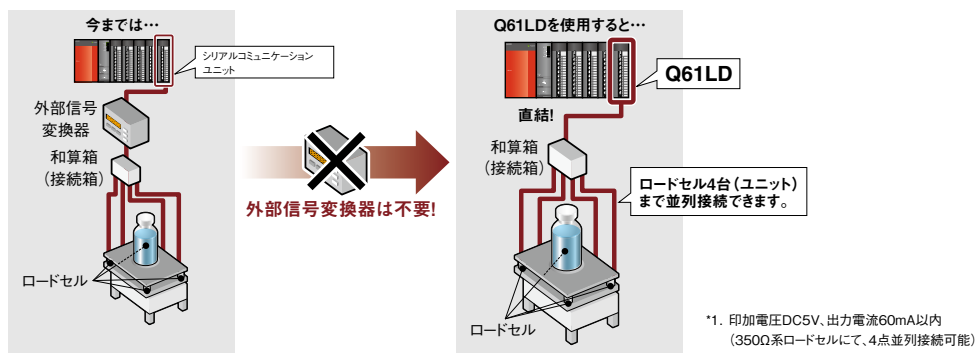 今までは…
シリアルコミュニケーション
ユニット
外部信号
変換器
和算箱
(接続箱)
ロードセル
外部信号変換器は不要!
Q61LDを使用すると…
Q61LD
直結!
和算箱
(接続箱)
ロードセル4台(ユニット)
まで並列接続できます。
ロードセル
*1. 印加電圧DC5V、出力電流60mA以内
(350Ω系ロードセルにて、4点並列接続可能)